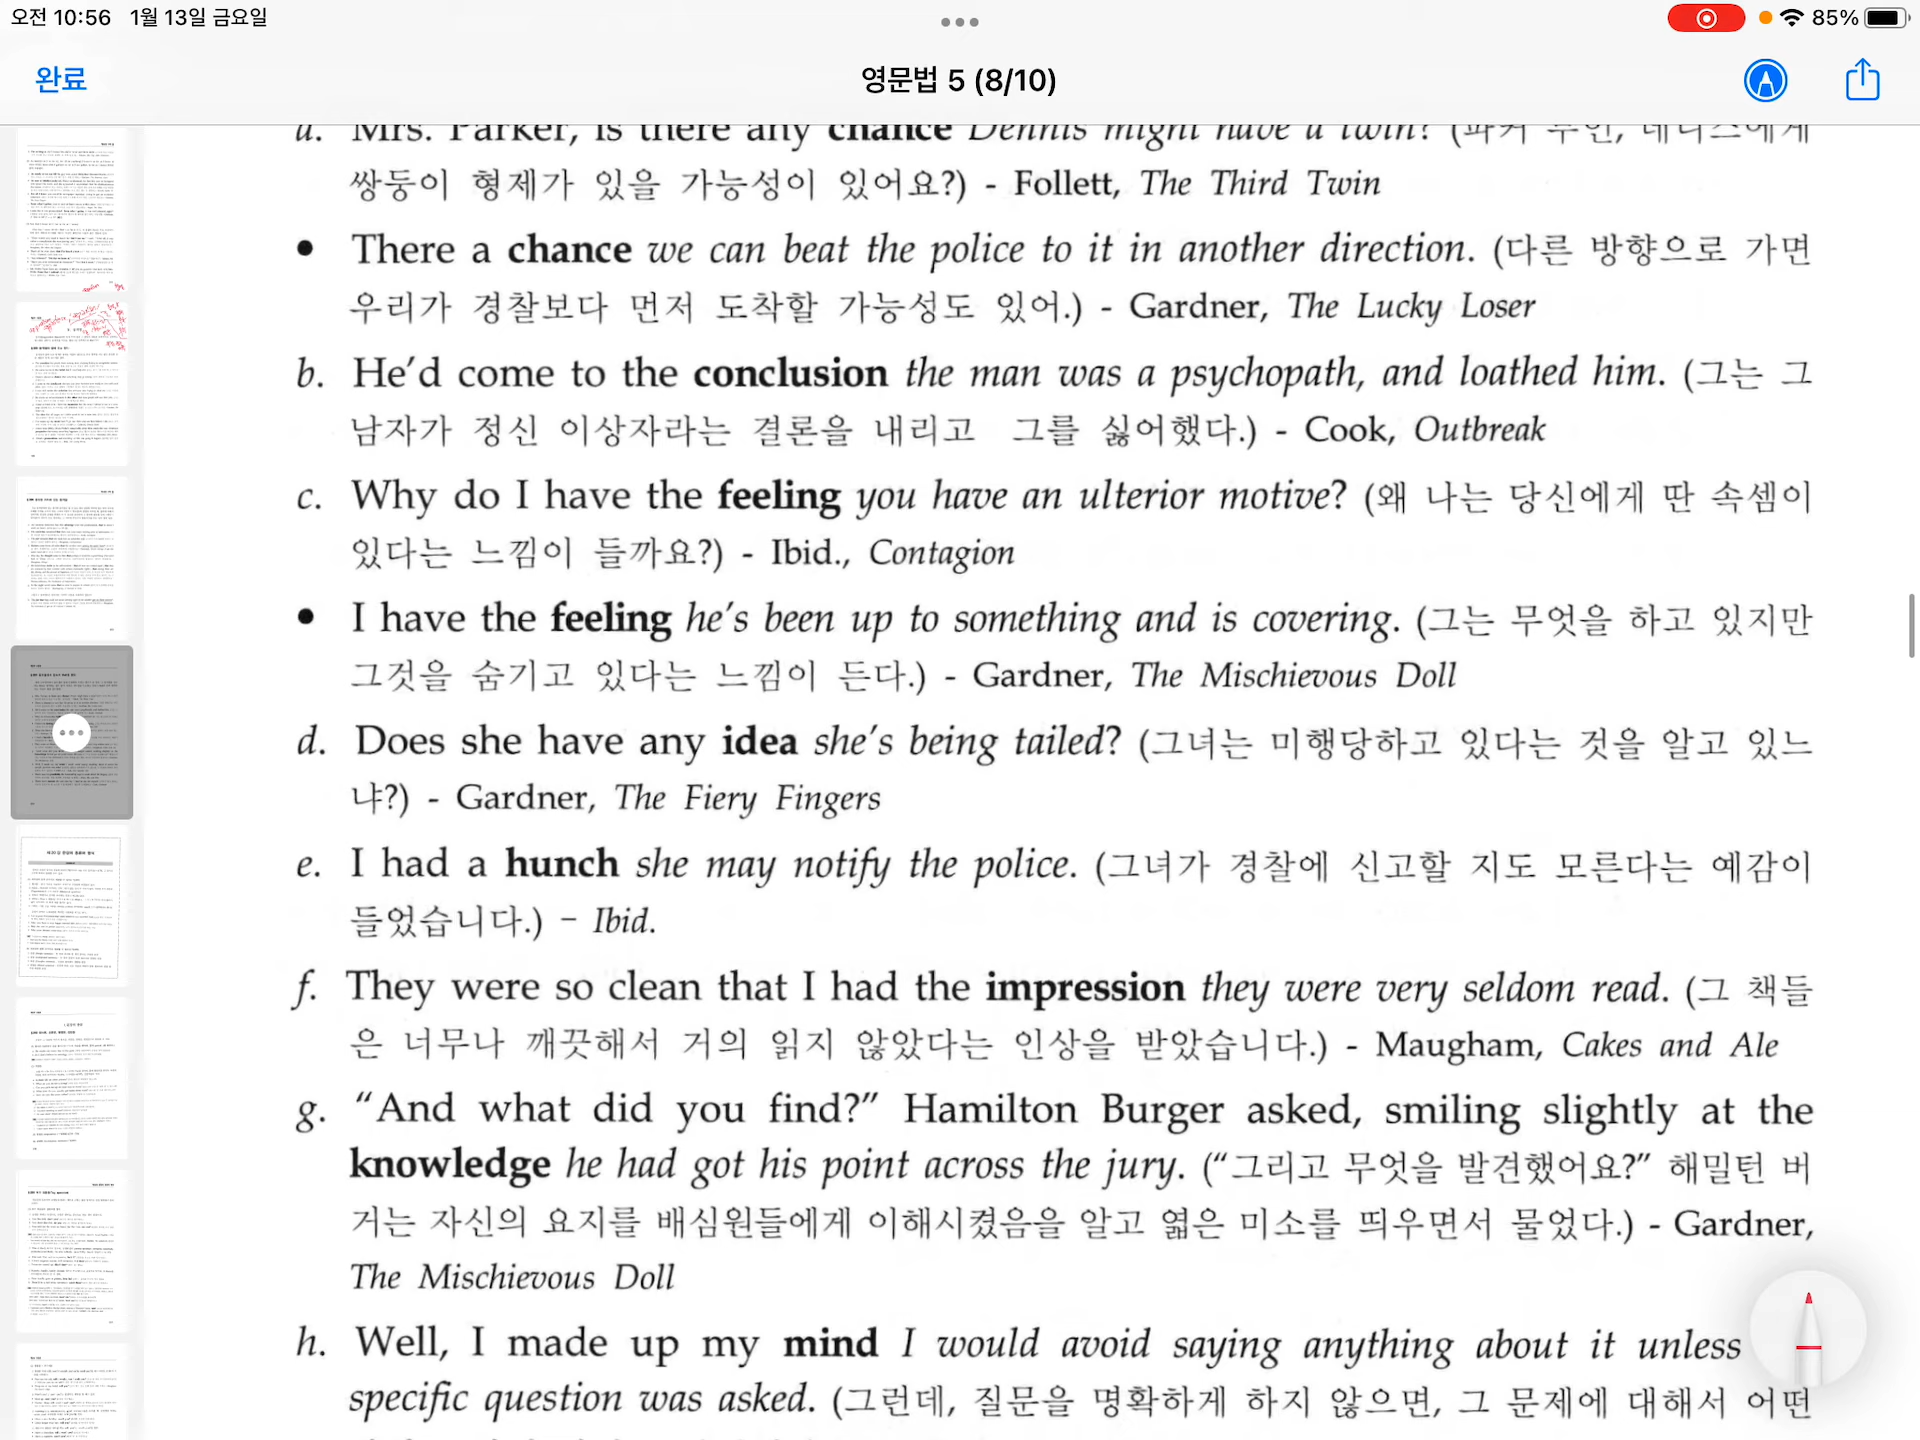 오전 10:56 1월 13일 금요일
85%
완료
영문법 5 (8/10)
a. Mrs. Parker, is there any chance Dennis might have a twin? (파커 부인, 데니스에게
쌍둥이 형제가 있을 가능성이 있어요?) - Follett, The Third Twin
• There a chance we can beat the police to it in another direction. (다른 방향으로 가면
우리가 경찰보다 먼저 도착할 가능성도 있어.) - Gardner, The Lucky Loser
b. He’d come to the conclusion the man was a psychopath, and loathed him. (그는 그
남자가 정신 이상자라는 결론을 내리고 그를 싫어했다.) - Cook, Outbreak
c. Why do I have the feeling you have an ulterior motive? (왜 나는 당신에게 딴 속셈이
있다는 느낌이 들까요?) - Ibid., Contagion
• I have the feeling he’s been up to something and is covering. (그는 무엇을 하고 있지만
그것을 숨기고 있다는 느낌이 든다.) - Gardner, The Mischievous Doll
d. Does she have any idea she’s being tailed? (그녀는 미행당하고 있다는 것을 알고 있느
냐?) - Gardner, The Fiery Fingers
e. I had a hunch she may notify the police. (그녀가 경찰에 신고할 지도 모른다는 예감이
들었습니다.) – Ibid.
f. They were so clean that I had the impression they were very seldom read. (그 책들
은 너무나 깨끗해서 거의 읽지 않았다는 인상을 받았습니다.) - Maugham, Cakes and Ale
g. “And what did you find?” Hamilton Burger asked, smiling slightly at the
knowledge he had got his point across the jury. (“그리고 무엇을 발견했어요?” 해밀턴 버
거는 자신의 요지를 배심원들에게 이해시켰음을 알고 엷은 미소를 띄우면서 물었다.) - Gardner,
The Mischievous Doll
h. Well, I made up my mind I would avoid saying anything about it unless
specific question was asked. (그런데, 질문을 명확하게 하지 않으면, 그 문제에 대해서 어떤